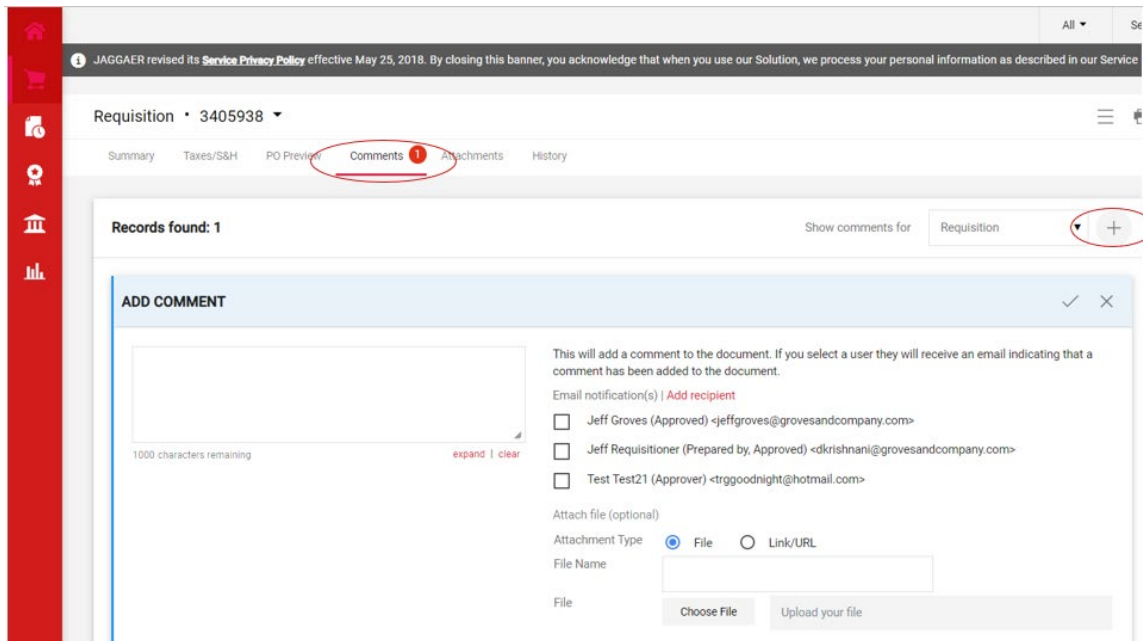 All
JAGGAER revised its Service Privacy Policy effective May 25, 2018. By closing this banner, you acknowledge that when you use our Solution, we process your personal information as described in our Service
Requisition · 3405938
Summary Taxes/S&H PO Preview Comments 1 Attachments History
Records found: 1 Show comments for Requisition
ADD COMMENT
This will add a comment to the document. If you select a user they will receive an email indicating that a
comment has been added to the document.
Email notification(s) | Add recipient
Jeff Groves (Approved) <jeffgroves@grovesandcompany.com>
Jeff Requisitioner (Prepared by, Approved) <dkrishnani@grovesandcompany.com>
1000 characters remaining expand | clear
Test Test21 (Approver) <trggoodnight@hotmail.com>
Attach file (optional)
Attachment Type File Link/URL
File Name
File Choose File Upload your file